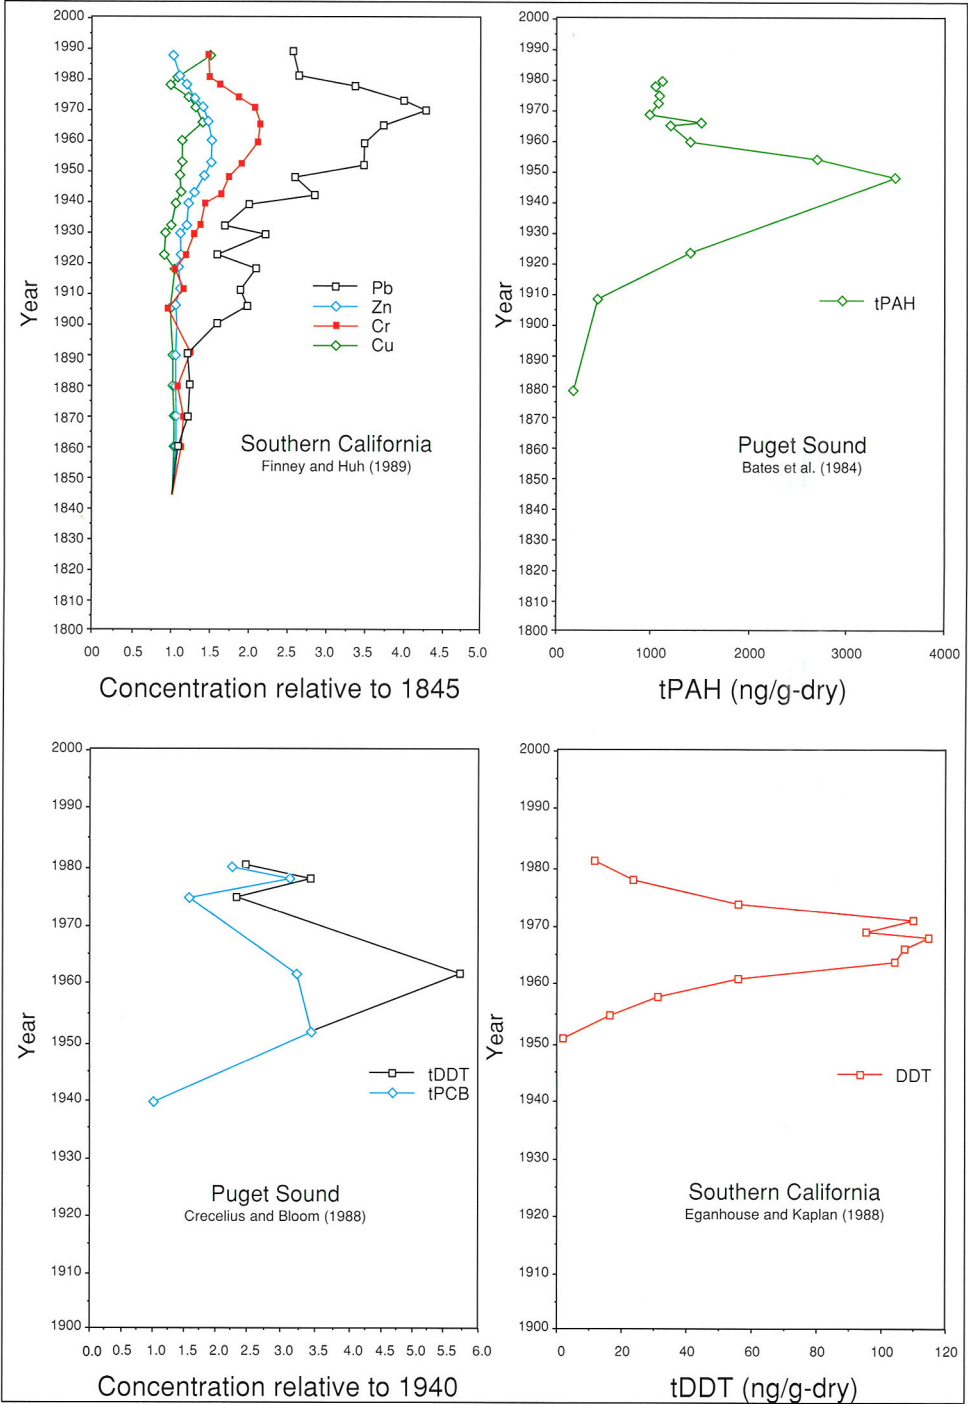 2000
1990
1980
1970
1960
1950
1940
1930
1920
1910
1900
1890
1880
1870
1860
1850
1840
1830
1820
1810
1800
Year
Pb
Zn
Cr
Cu
Southern California
Finney and Huh (1989)
00 0.5 1.0 1.5 2.0 2.5 3.0 3.5 4.0 4.5 5.0
Concentration relative to 1845
2000
1990
1980
1970
1960
1950
1940
1930
1920
1910
1900
1890
1880
1870
1860
1850
1840
1830
1820
1810
1800
Year
tPAH
Puget Sound
Bates et al. (1984)
00 1000 2000 3000 4000
tPAH (ng/g-dry)
2000
1990
1980
1970
1960
1950
1940
1930
1920
1910
1900
Year
tDDT
tPCB
Puget Sound
Crecelius and Bloom (1988)
0.0 0.5 1.0 1.5 2.0 2.5 3.0 3.5 4.0 4.5 5.0 5.5 6.0
Concentration relative to 1940
2000
1990
1980
1970
1960
1950
1940
1930
1920
1910
1900
Year
DDT
Southern California
Eganhouse and Kaplan (1988)
0 20 40 60 80 100 120
tDDT (ng/g-dry)